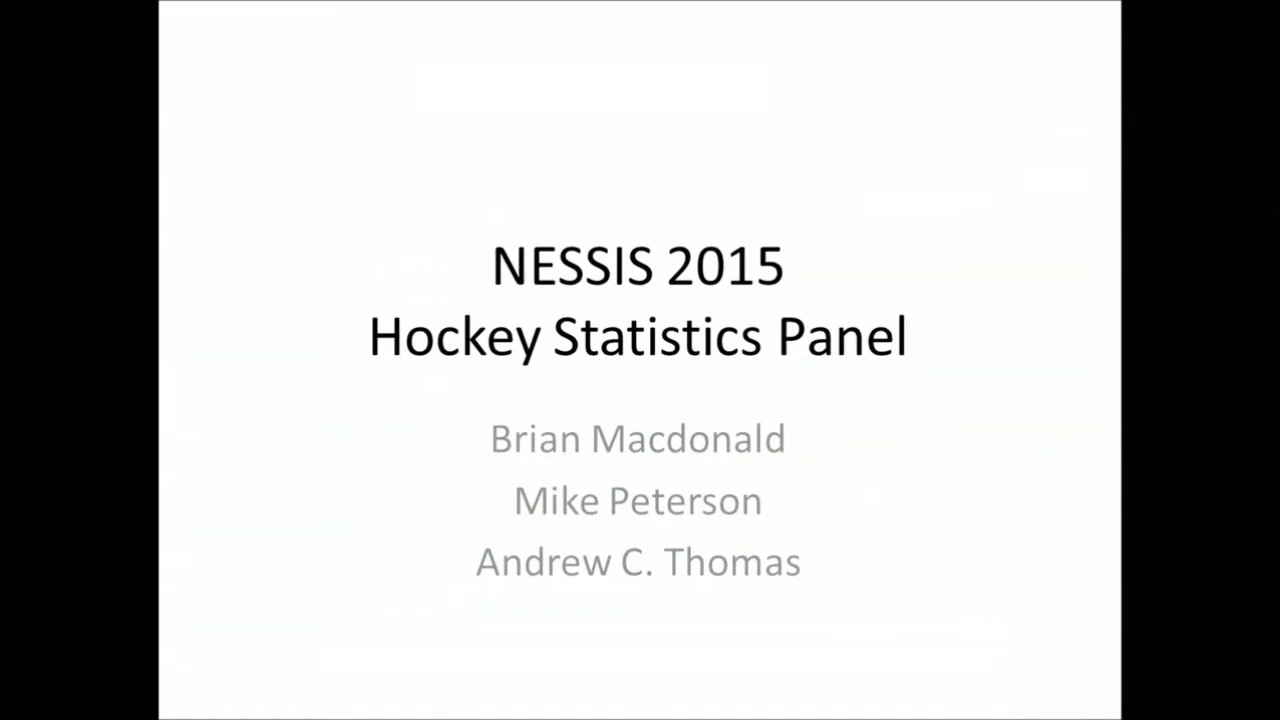 NESSIS 2015
Hockey Statistics Panel
Brian Macdonald
Mike Peterson
Andrew C. Thomas